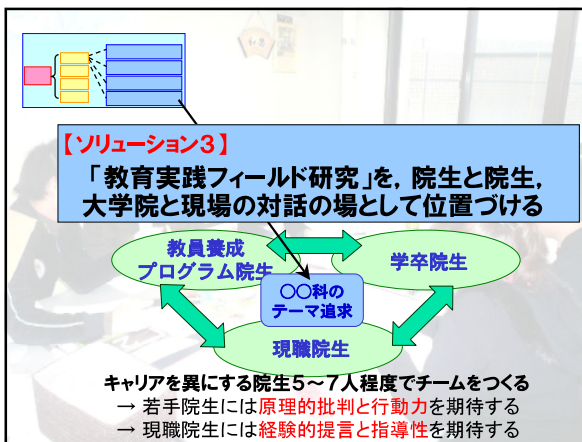 【ソリューション3】
「教育実践フィールド研究」を，院生と院生，
大学院と現場の対話の場として位置づける
教員養成
プログラム院生
学卒院生
〇〇科の
テーマ追求
現職院生
キャリアを異にする院生5～7人程度でチームをつくる
→ 若手院生には原理的批判と行動力を期待する
→ 現職院生には経験的提言と指導性を期待する